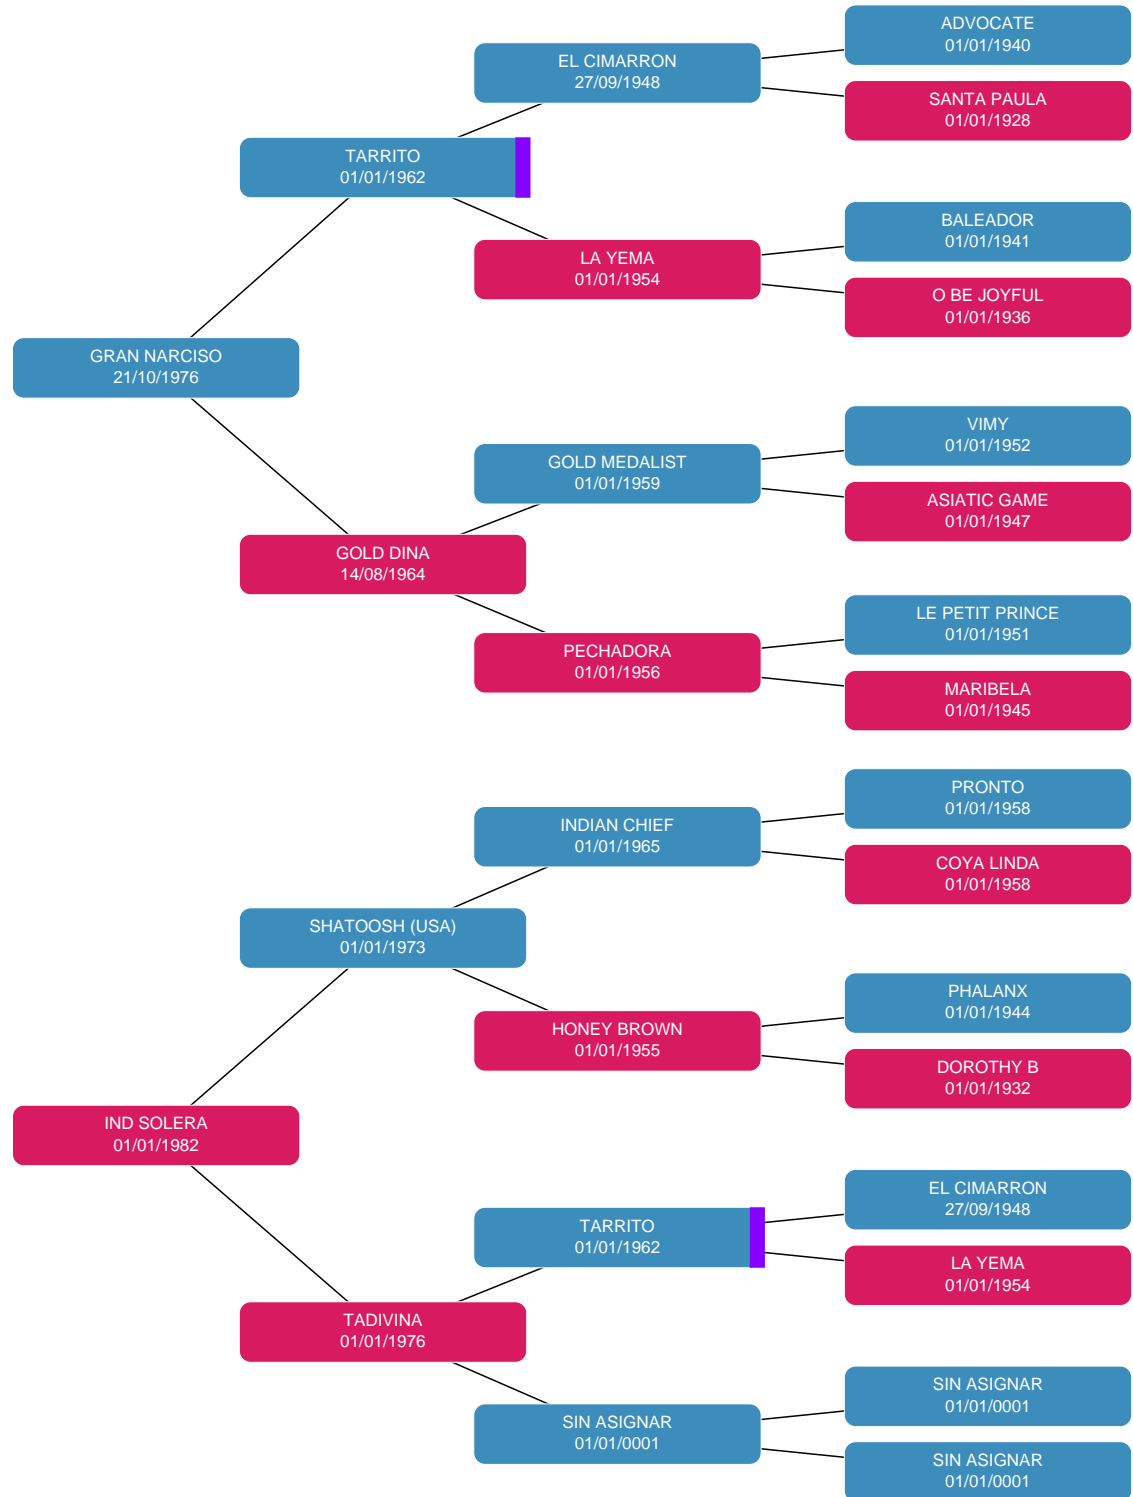 ADVOCATE
01/01/1940
EL CIMARRON
27/09/1948
SANTA PAULA
01/01/1928
TARRITO
01/01/1962
BALEADOR
01/01/1941
LA YEMA
01/01/1954
O BE JOYFUL
01/01/1936
GRAN NARCISO
21/10/1976
VIMY
01/01/1952
GOLD MEDALIST
01/01/1959
ASIATIC GAME
01/01/1947
GOLD DINA
14/08/1964
LE PETIT PRINCE
01/01/1951
PECHADORA
01/01/1956
MARIBELA
01/01/1945
PRONTO
01/01/1958
INDIAN CHIEF
01/01/1965
COYA LINDA
01/01/1958
SHATOOSH (USA)
01/01/1973
PHALANX
01/01/1944
HONEY BROWN
01/01/1955
DOROTHY B
01/01/1932
IND SOLERA
01/01/1982
EL CIMARRON
27/09/1948
TARRITO
01/01/1962
LA YEMA
01/01/1954
TADIVINA
01/01/1976
SIN ASIGNAR
01/01/0001
SIN ASIGNAR
01/01/0001
SIN ASIGNAR
01/01/0001